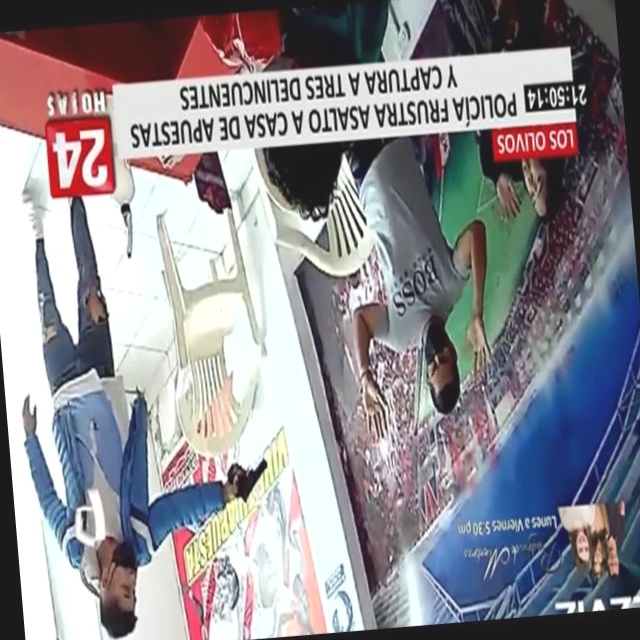 LOS OLIVOS
21:50:14
POLICÍA FRUSTRA ASALTO A CASA DE APUESTAS
Y CAPTURA A TRES DELINCUENTES
24
HORAS
BOSS
Lunes a Viernes 5:30 pm